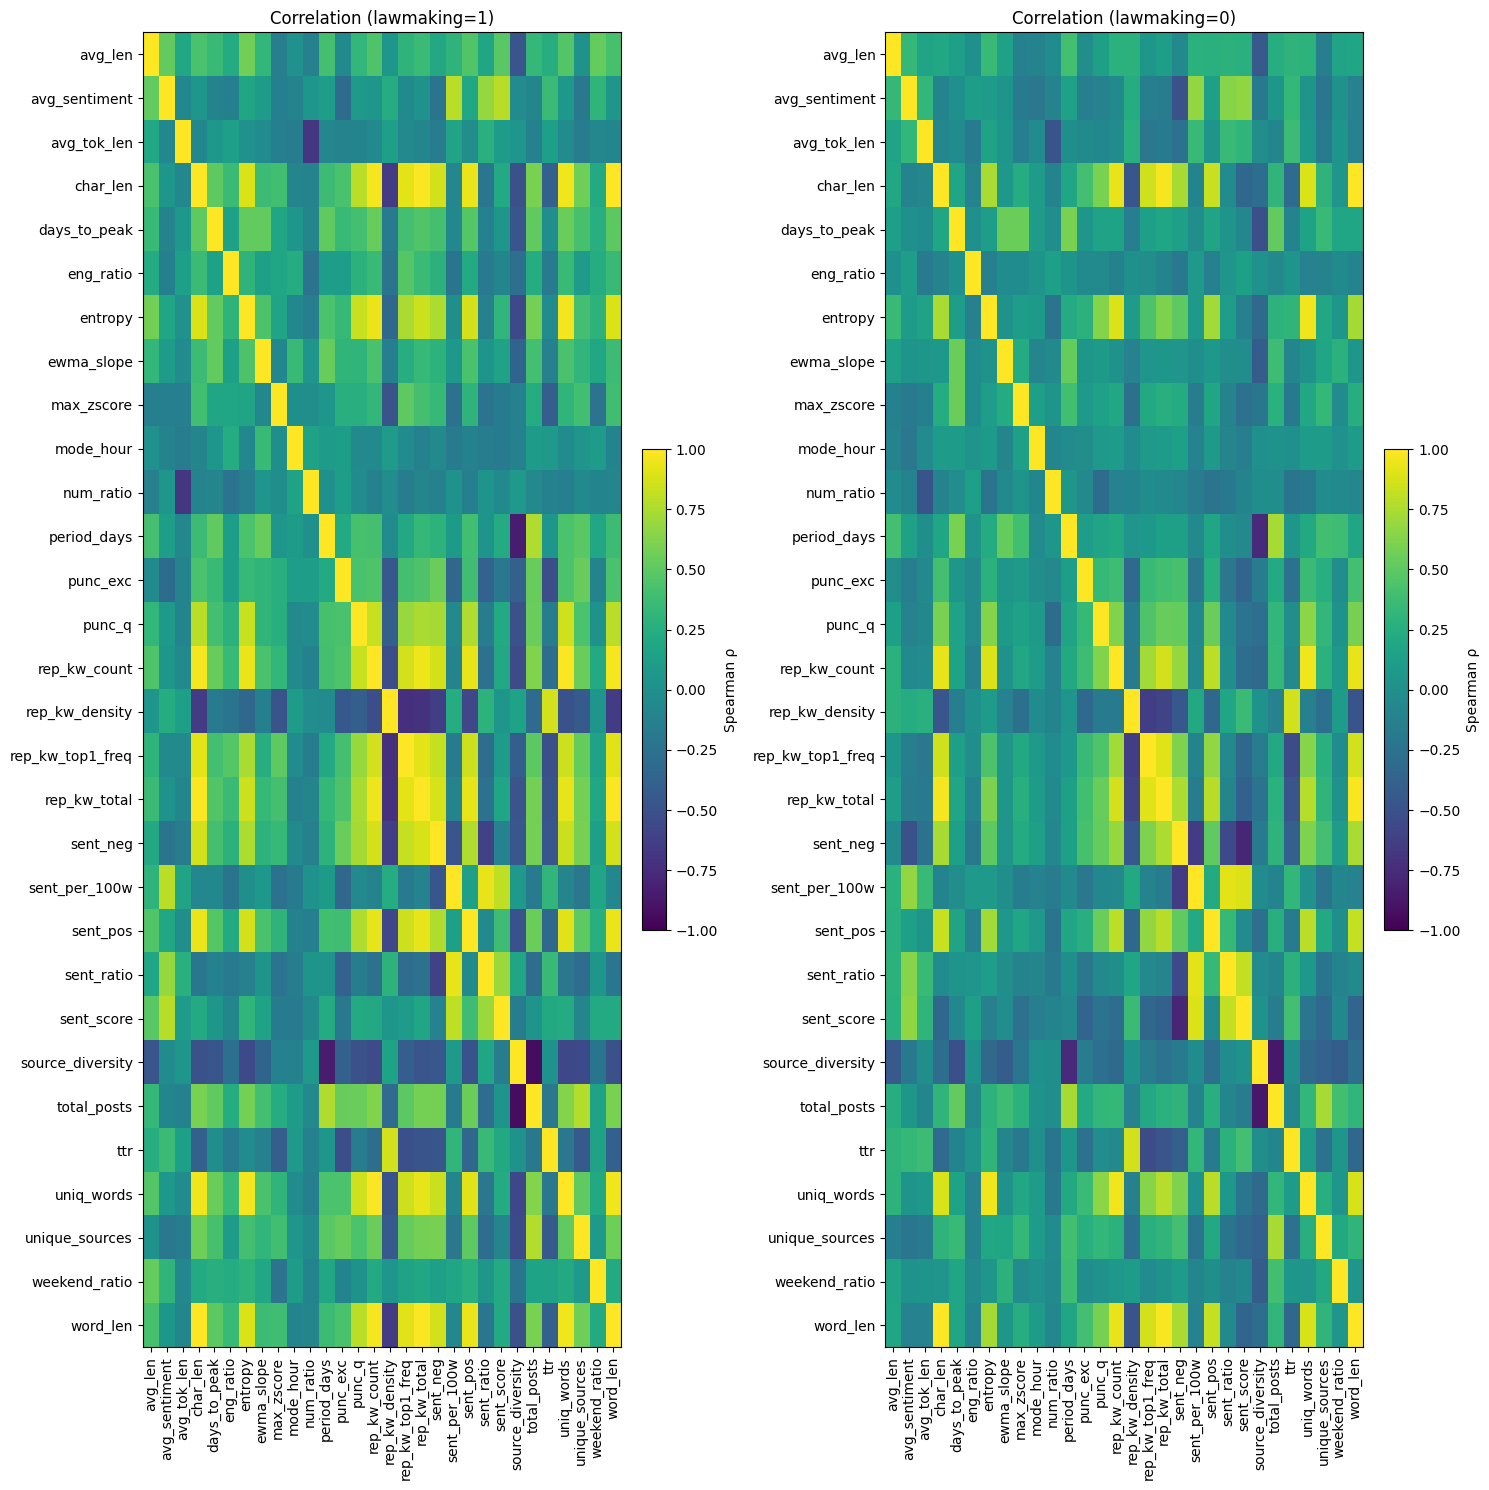 Correlation (lawmaking=1)
avg_len
avg_sentiment
avg_tok_len
char_len
days_to_peak
eng_ratio
entropy
ewma_slope
max_zscore
mode_hour
num_ratio
period_days
punc_exc
punc_q
rep_kw_count
rep_kw_density
rep_kw_top1_freq
rep_kw_total
sent_neg
sent_per_100w
sent_pos
sent_ratio
sent_score
source_diversity
total_posts
ttr
uniq_words
unique_sources
weekend_ratio
word_len
avg_len
avg_sentiment
avg_tok_len
char_len
days_to_peak
eng_ratio
entropy
ewma_slope
max_zscore
mode_hour
num_ratio
period_days
punc_exc
punc_q
rep_kw_count
rep_kw_density
rep_kw_top1_freq
rep_kw_total
sent_neg
sent_per_100w
sent_pos
sent_ratio
sent_score
source_diversity
total_posts
ttr
uniq_words
unique_sources
weekend_ratio
word_len
1.00
0.75
0.50
0.25
0.00
−0.25
−0.50
−0.75
−1.00
Spearman ρ
Correlation (lawmaking=0)
avg_len
avg_sentiment
avg_tok_len
char_len
days_to_peak
eng_ratio
entropy
ewma_slope
max_zscore
mode_hour
num_ratio
period_days
punc_exc
punc_q
rep_kw_count
rep_kw_density
rep_kw_top1_freq
rep_kw_total
sent_neg
sent_per_100w
sent_pos
sent_ratio
sent_score
source_diversity
total_posts
ttr
uniq_words
unique_sources
weekend_ratio
word_len
avg_len
avg_sentiment
avg_tok_len
char_len
days_to_peak
eng_ratio
entropy
ewma_slope
max_zscore
mode_hour
num_ratio
period_days
punc_exc
punc_q
rep_kw_count
rep_kw_density
rep_kw_top1_freq
rep_kw_total
sent_neg
sent_per_100w
sent_pos
sent_ratio
sent_score
source_diversity
total_posts
ttr
uniq_words
unique_sources
weekend_ratio
word_len
1.00
0.75
0.50
0.25
0.00
−0.25
−0.50
−0.75
−1.00
Spearman ρ